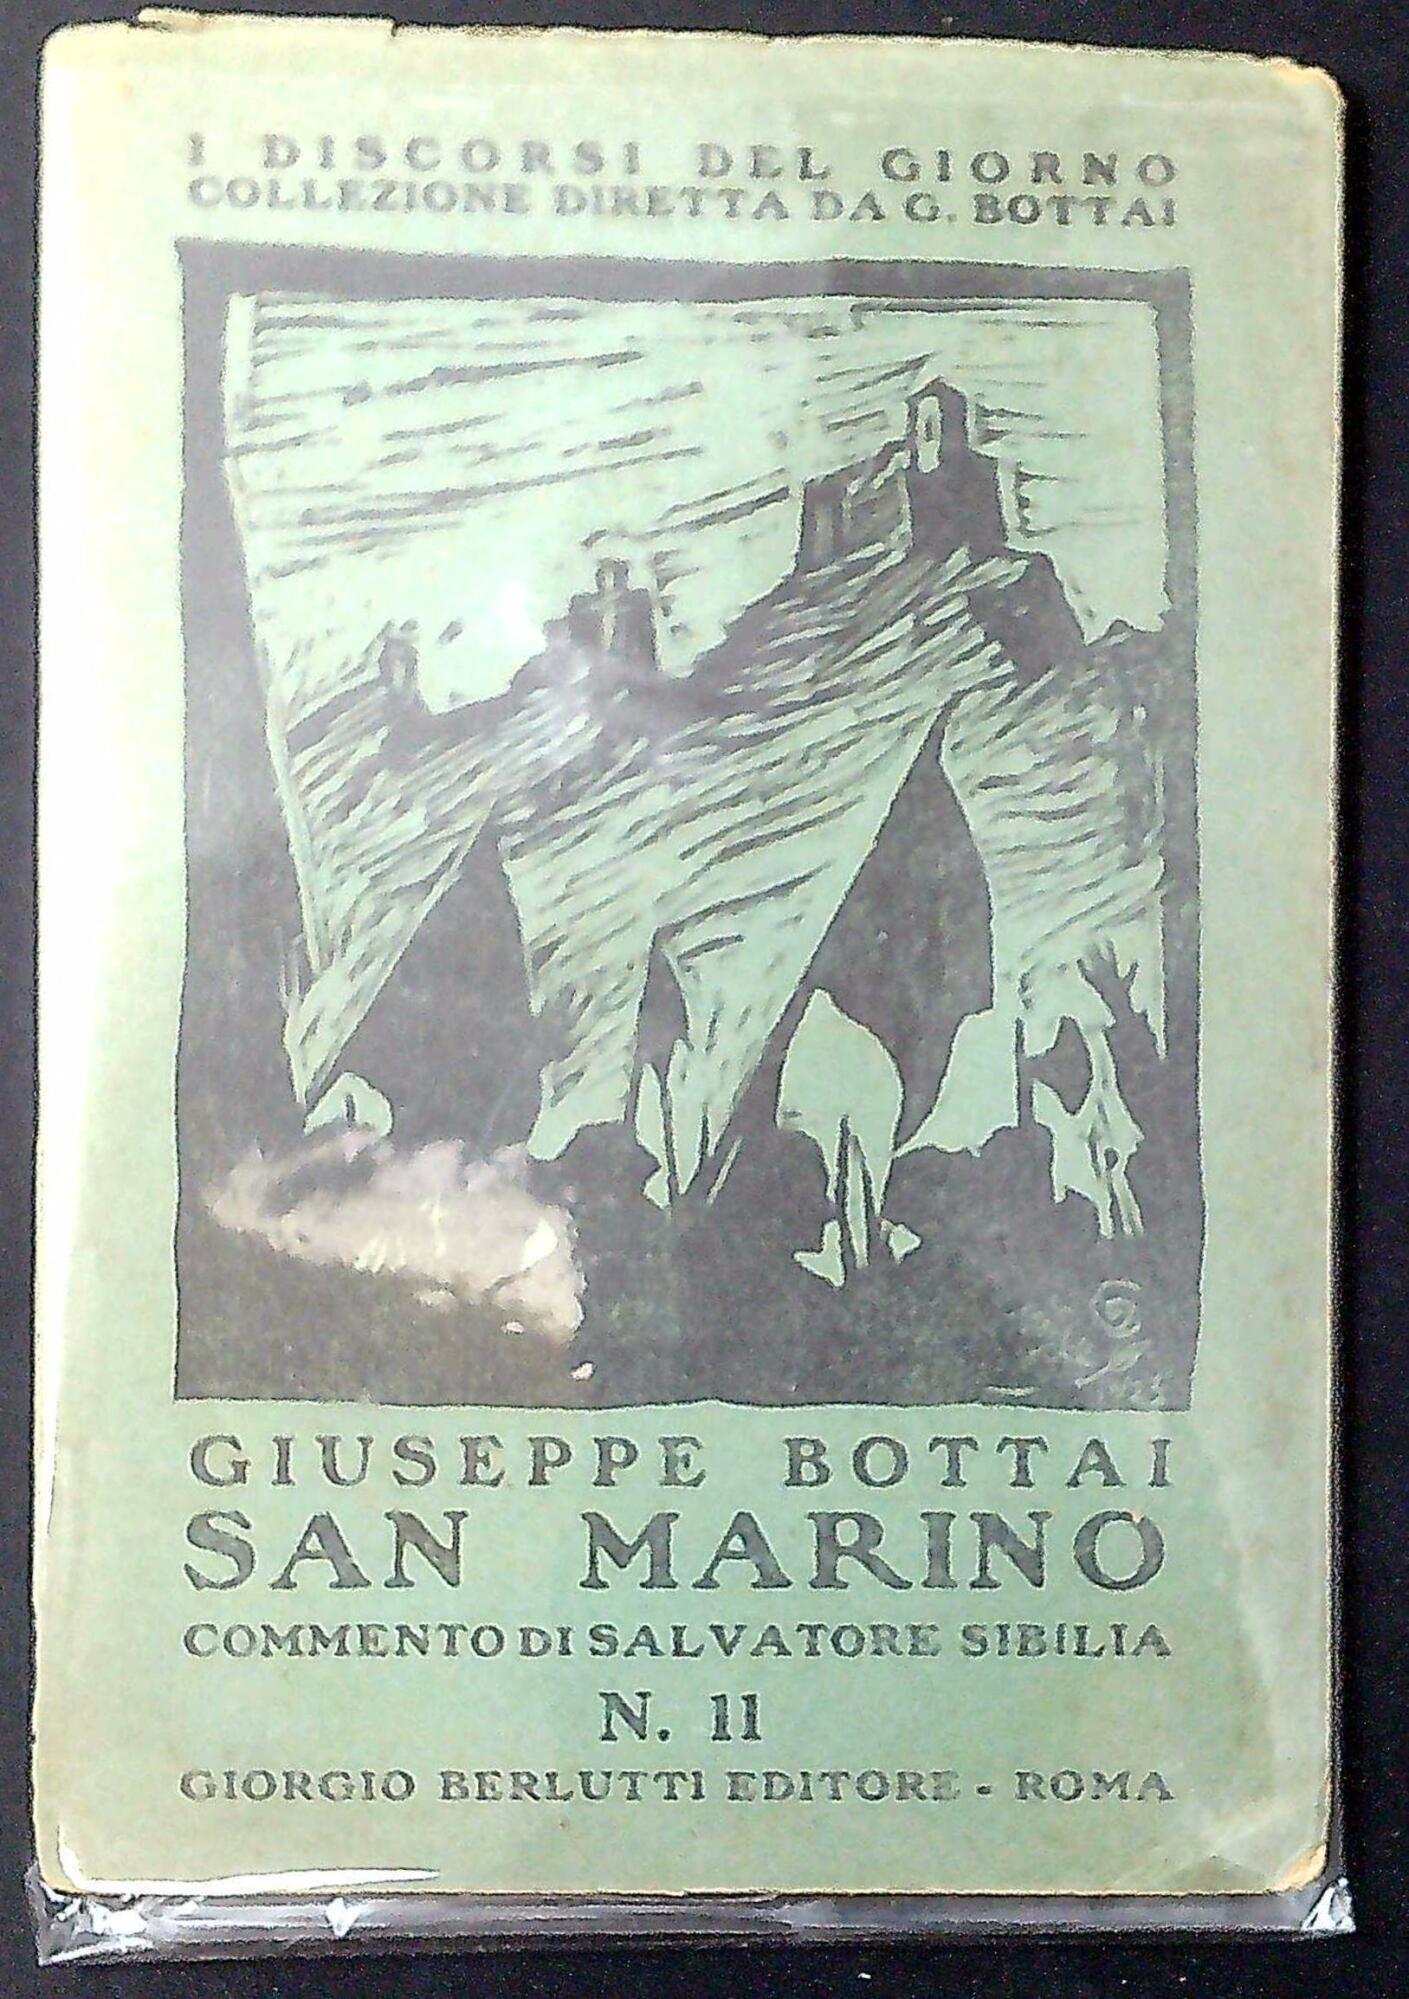 I DISCORSI DEL GIORNO
COLLEZIONE DIRETTA DA G. BOTTAI
GIUSEPPE BOTTAI
SAN MARINO
COMMENTO DI SALVATORE SIBILIA
N. 11
GIORGIO BERLUTTI EDITORE - ROMA